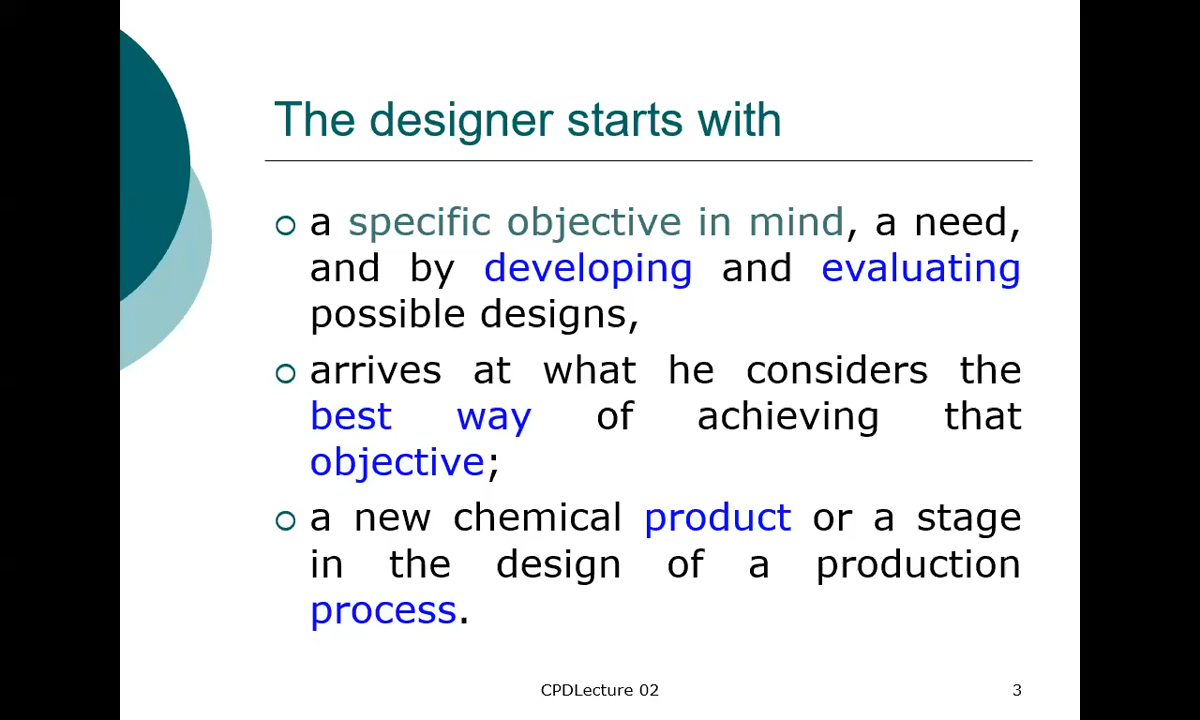 The designer starts with
a specific objective in mind, a need,
and by developing and evaluating
possible designs,
arrives at what he considers the
best way of achieving that
objective;
a new chemical product or a stage
in the design of a production
process.
CPDLecture 02
3